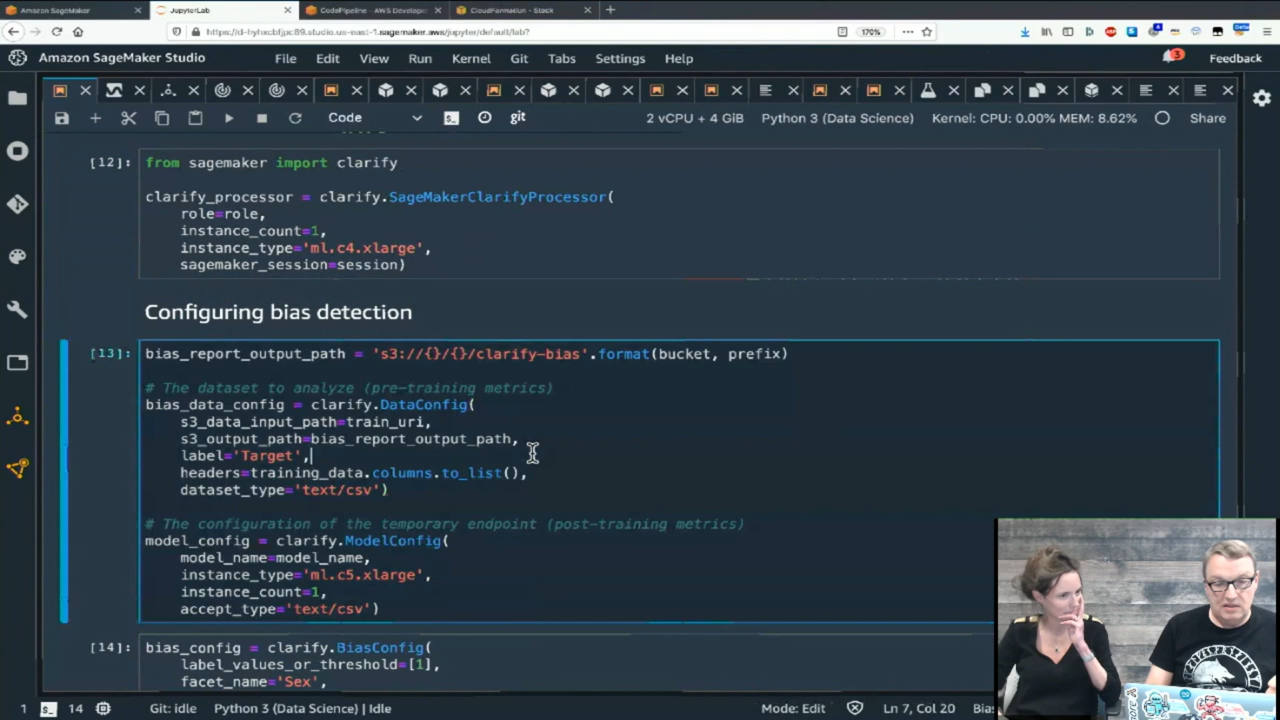 Amazon SageMaker
JupyterLab
CodePipeline - AWS Developer
CloudFormation - Stack
170%
Amazon SageMaker Studio
File Edit View Run Kernel Git Tabs Settings Help
3
Feedback
Code
git
2 vCPU + 4 GiB
Python 3 (Data Science)
Kernel: CPU: 0.00% MEM: 8.62%
Share
[12]:
from sagemaker import clarify
clarify_processor = clarify.SageMakerClarifyProcessor(
role=role,
instance_count=1,
instance_type='ml.c4.xlarge',
sagemaker_session=session)
Configuring bias detection
[13]:
bias_report_output_path = 's3://{}/{}/clarify-bias'.format(bucket, prefix)
# The dataset to analyze (pre-training metrics)
bias_data_config = clarify.DataConfig(
s3_data_input_path=train_uri,
s3_output_path=bias_report_output_path,
label='Target',
headers=training_data.columns.to_list(),
dataset_type='text/csv')
# The configuration of the temporary endpoint (post-training metrics)
model_config = clarify.ModelConfig(
model_name=model_name,
instance_type='ml.c5.xlarge',
instance_count=1,
accept_type='text/csv')
[14]:
bias_config = clarify.BiasConfig(
label_values_or_threshold=[1],
facet_name='Sex',
1
14
Git: idle
Python 3 (Data Science) | Idle
Mode: Edit
Ln 7, Col 20